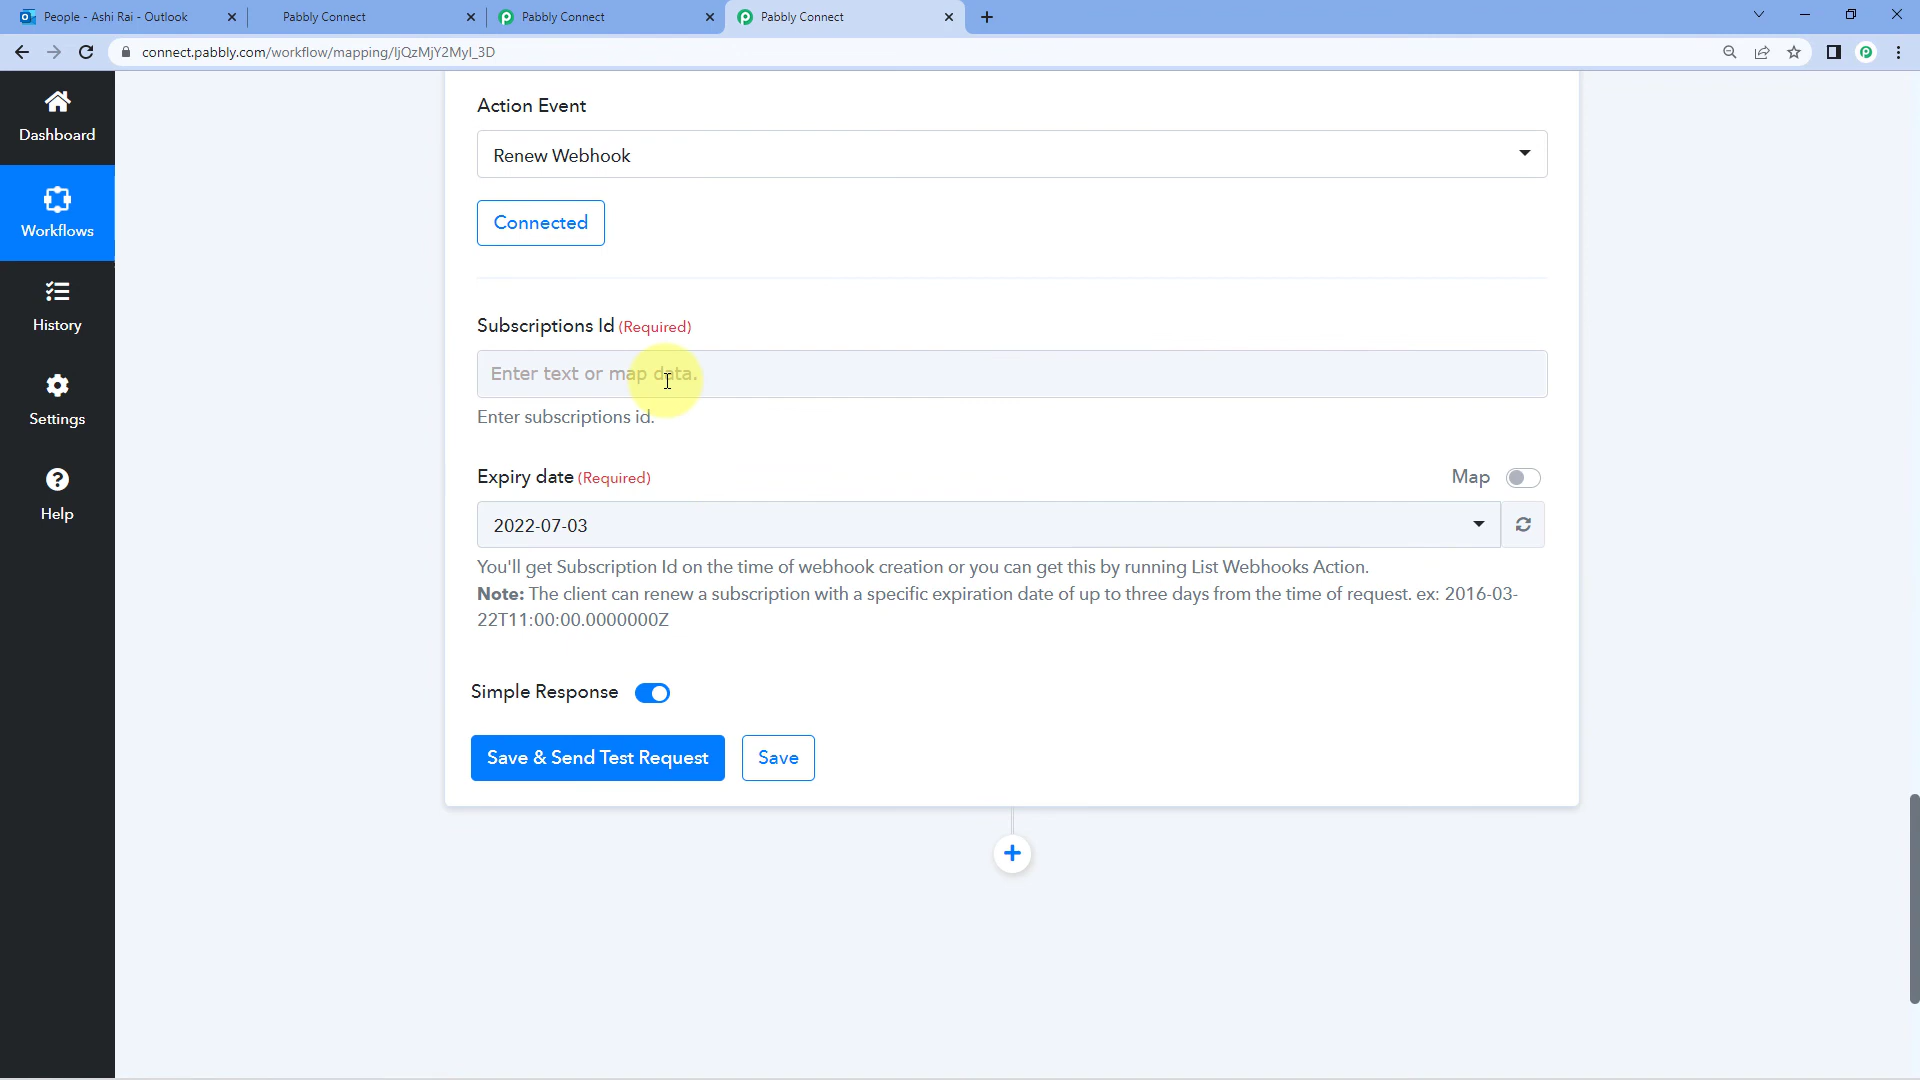 People - Ashi Rai - Outlook
Pabbly Connect
Pabbly Connect
Pabbly Connect
connect.pabbly.com/workflow/mapping/IjQzMjY2MyI_3D
Dashboard
Workflows
History
Settings
Help
Action Event
Renew Webhook
Connected
Subscriptions Id (Required)
Enter text or map data.
Enter subscriptions id.
Expiry date (Required)
Map
2022-07-03
You'll get Subscription Id on the time of webhook creation or you can get this by running List Webhooks Action.
Note: The client can renew a subscription with a specific expiration date of up to three days from the time of request. ex: 2016-03-
22T11:00:00.0000000Z
Simple Response
Save & Send Test Request
Save